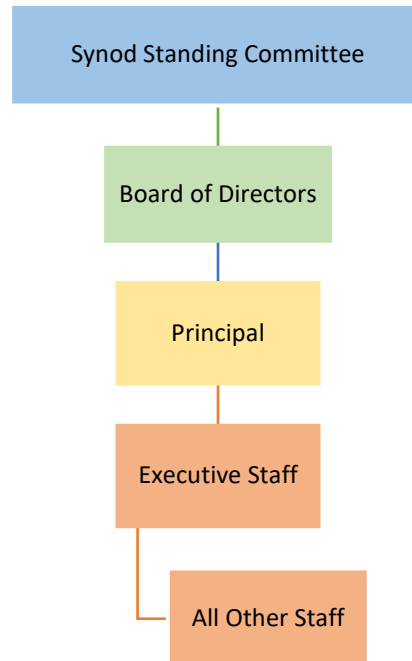 Synod Standing Committee
Board of Directors
Principal
Executive Staff
All Other Staff